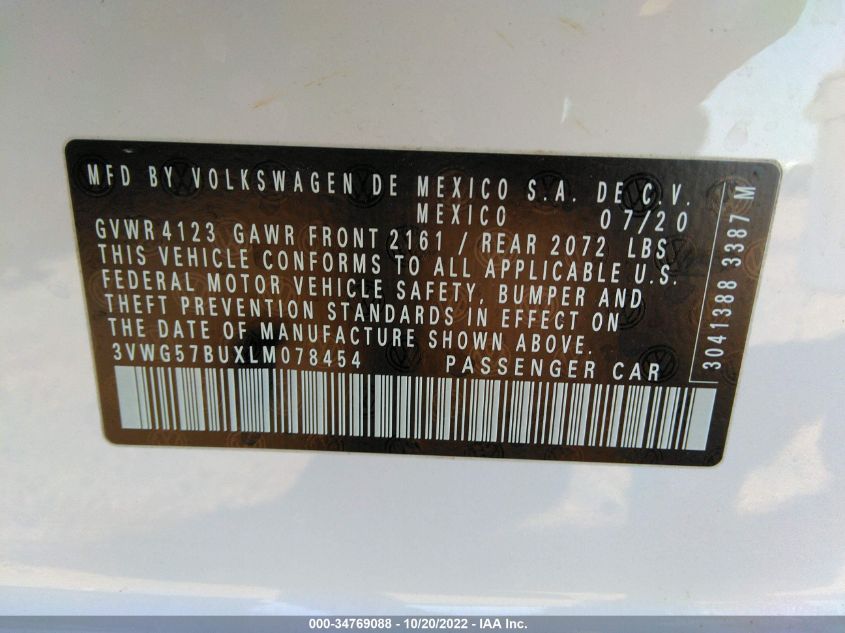 MFD BY VOLKSWAGEN DE MEXICO S.A. DE C.V.
MEXICO 07/20
GVWR 4123 GAWR FRONT 2161 / REAR 2072 LBS
THIS VEHICLE CONFORMS TO ALL APPLICABLE U.S.
FEDERAL MOTOR VEHICLE SAFETY, BUMPER AND
THEFT PREVENTION STANDARDS IN EFFECT ON
THE DATE OF MANUFACTURE SHOWN ABOVE.
3VWG57BUXLM078454 PASSENGER CAR
3041388 3387 M
000-34769088 - 10/20/2022 - IAA Inc.